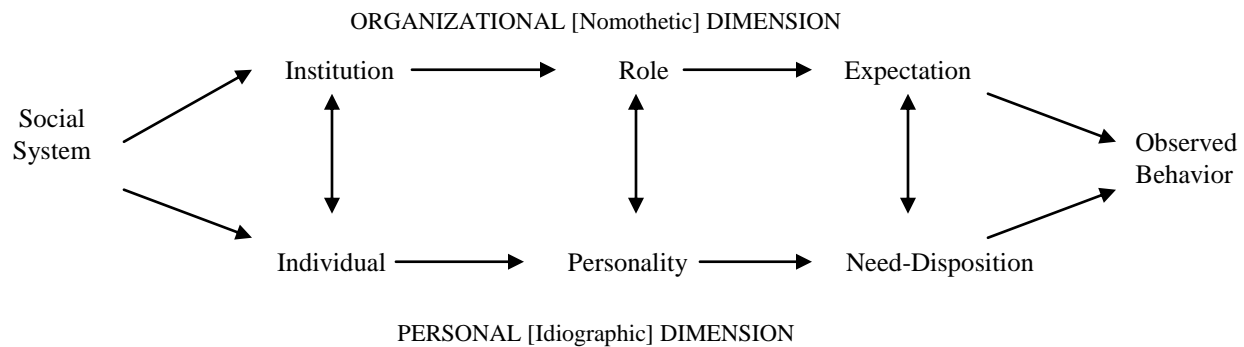 ORGANIZATIONAL [Nomothetic] DIMENSION
Institution
Role
Expectation
Social
System
Observed
Behavior
Individual
Personality
Need-Disposition
PERSONAL [Idiographic] DIMENSION